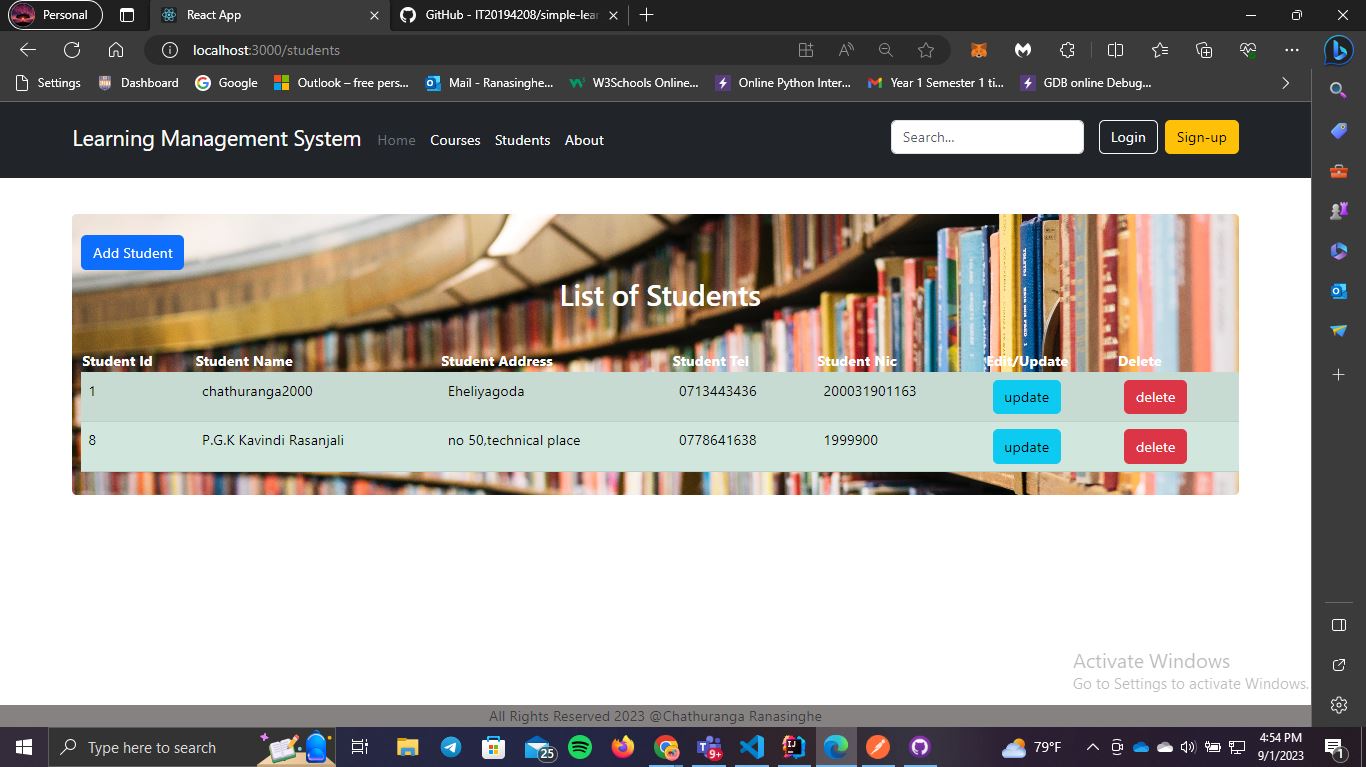 Personal
React App
GitHub - IT20194208/simple-lear
localhost:3000/students
Settings
Dashboard
Google
Outlook – free pers...
Mail - Ranasinghe...
W3Schools Online...
Online Python Inter...
Year 1 Semester 1 ti...
GDB online Debug...
Learning Management System Home Courses Students About Search... Login Sign-up
Add Student
List of Students
Student Id Student Name Student Address Student Tel Student Nic Edit/Update Delete
1 chathuranga2000 Eheliyagoda 0713443436 200031901163 update delete
8 P.G.K Kavindi Rasanjali no 50,technical place 0778641638 1999900 update delete
Activate Windows
Go to Settings to activate Windows.
All Rights Reserved 2023 @Chathuranga Ranasinghe
Type here to search
25
9+
79°F
4:54 PM
9/1/2023
1